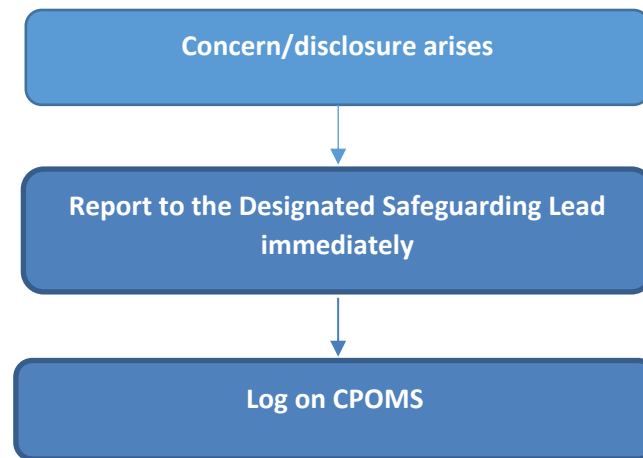 Concern/disclosure arises
Report to the Designated Safeguarding Lead
immediately
Log on CPOMS